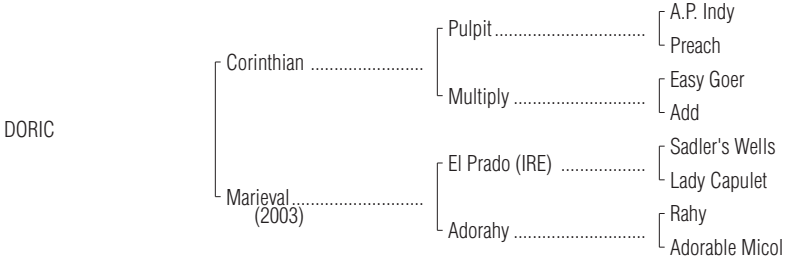 A.P. Indy
Pulpit................................
Preach
Corinthian ........................
Easy Goer
Multiply ............................
Add
DORIC
Sadler's Wells
El Prado (IRE) ..................
Lady Capulet
Marieval............................
(2003)
Rahy
Adorahy ............................
Adorable Micol